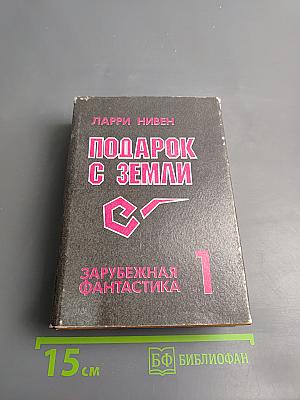 ЛАРРИ НИВЕН
ПОДАРОК
С ЗЕМЛИ
ЗАРУБЕЖНАЯ
ФАНТАСТИКА 1
15 см
БФ БИБЛИОФАН